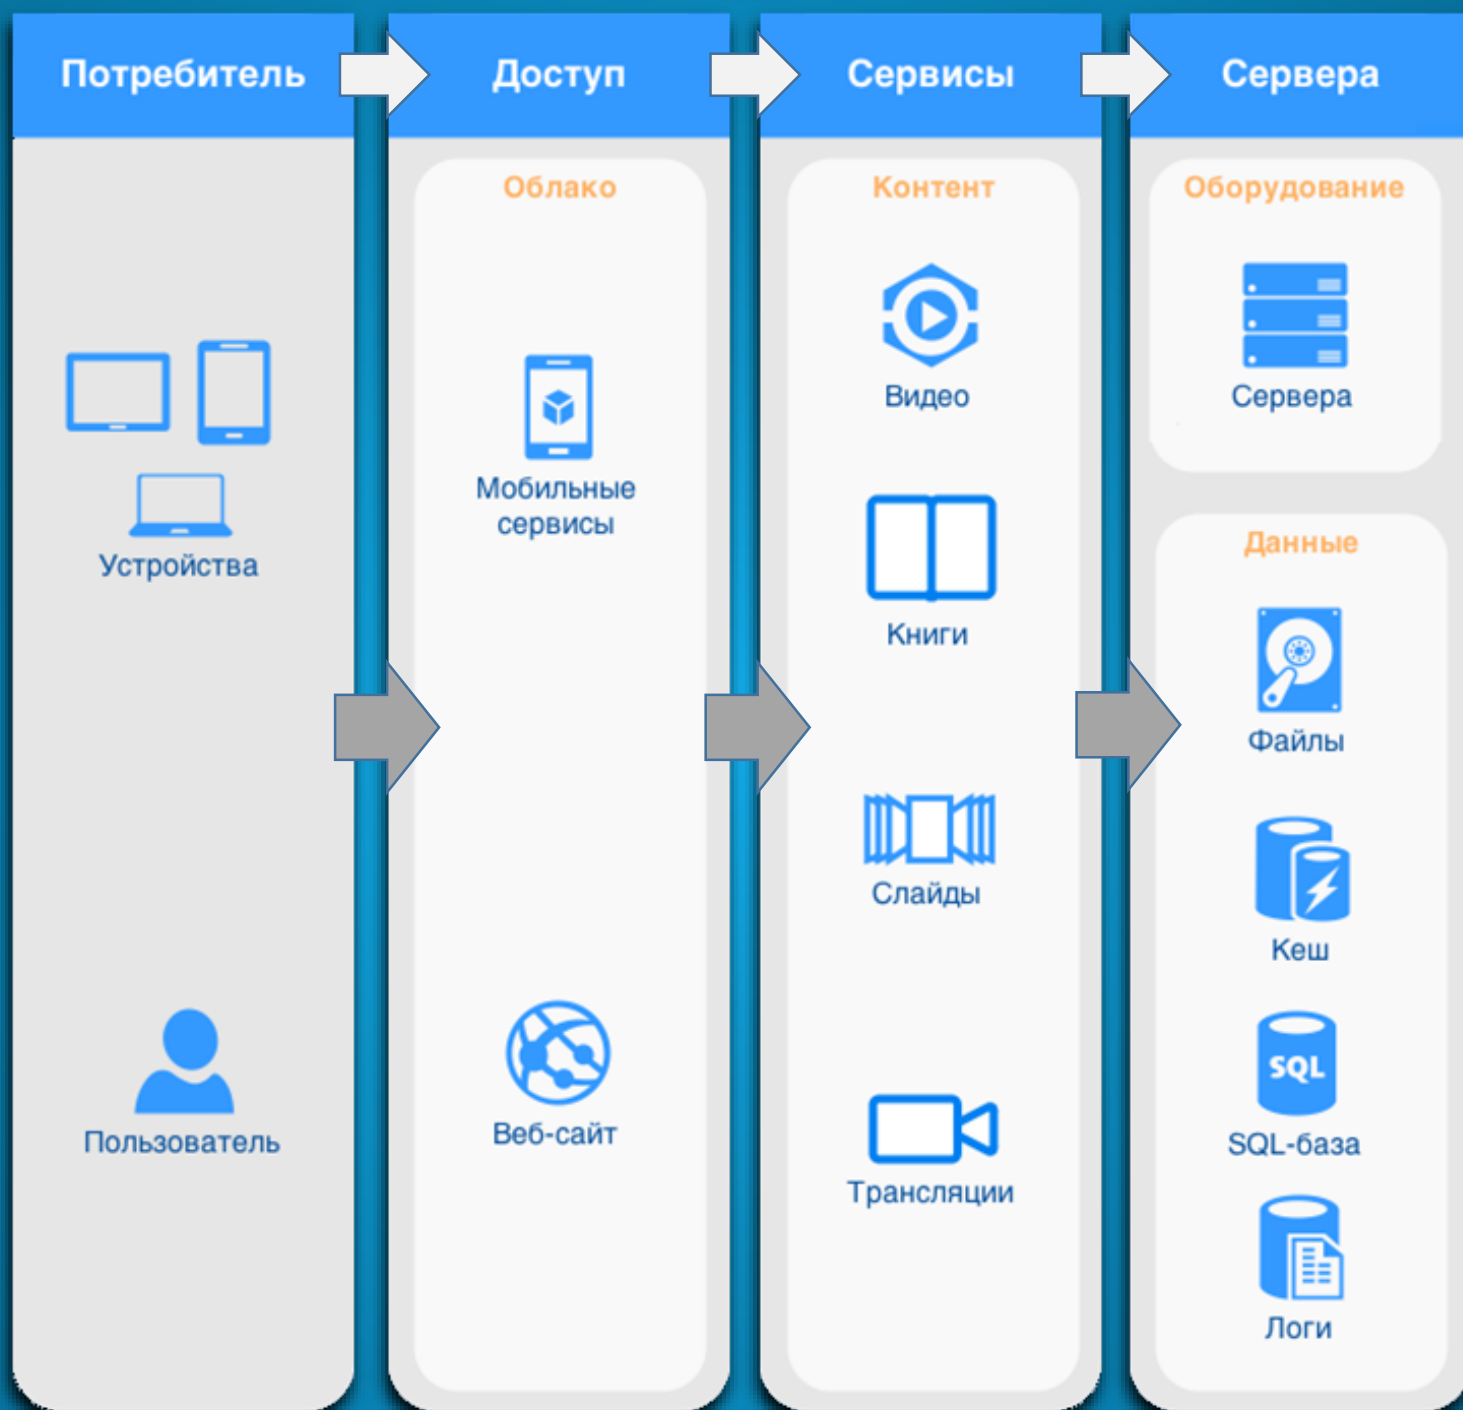 Потребитель
Доступ
Сервисы
Сервера
Устройства
Пользователь
Облако
Мобильные
сервисы
Веб-сайт
Контент
Видео
Книги
Слайды
Трансляции
Оборудование
Сервера
Данные
Файлы
Кеш
SQL
SQL-база
Логи